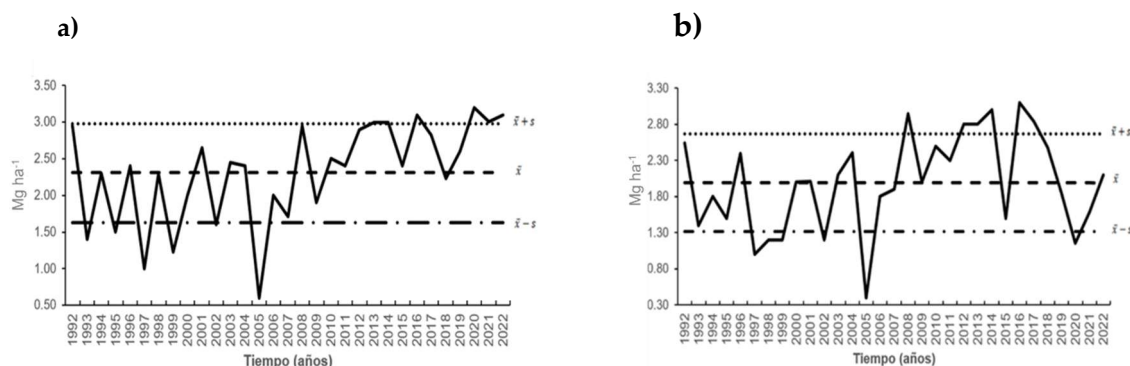 a)
Mg ha⁻¹
3.50
3.00
2.50
2.00
1.50
1.00
0.50
x̄+s
x̄
x̄−s
1992 1993 1994 1995 1996 1997 1998 1999 2000 2001 2002 2003 2004 2005 2006 2007 2008 2009 2010 2011 2012 2013 2014 2015 2016 2017 2018 2019 2020 2021 2022
Tiempo (años)
b)
Mg ha⁻¹
3.30
2.80
2.30
1.80
1.30
0.80
0.30
x̄+s
x̄
x̄−s
1992 1993 1994 1995 1996 1997 1998 1999 2000 2001 2002 2003 2004 2005 2006 2007 2008 2009 2010 2011 2012 2013 2014 2015 2016 2017 2018 2019 2020 2021 2022
Tiempo (años)